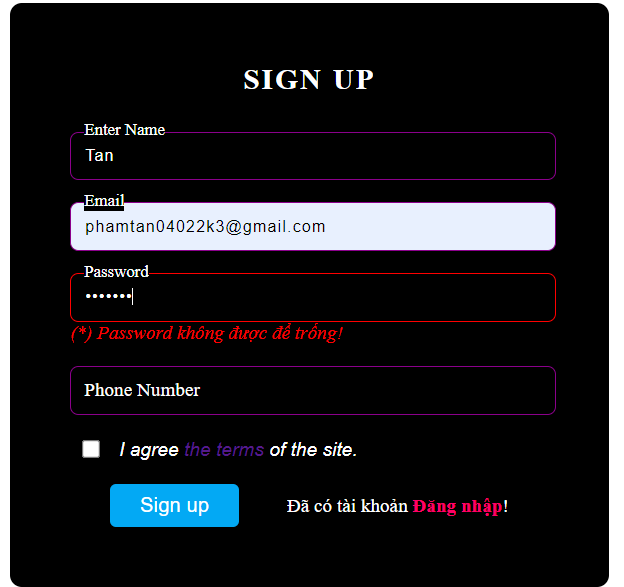 SIGN UP
Enter Name
Tan
Email
phamtan04022k3@gmail.com
Password
•••••••
(*) Password không được để trống!
Phone Number
I agree the terms of the site.
Sign up
Đã có tài khoản Đăng nhập!